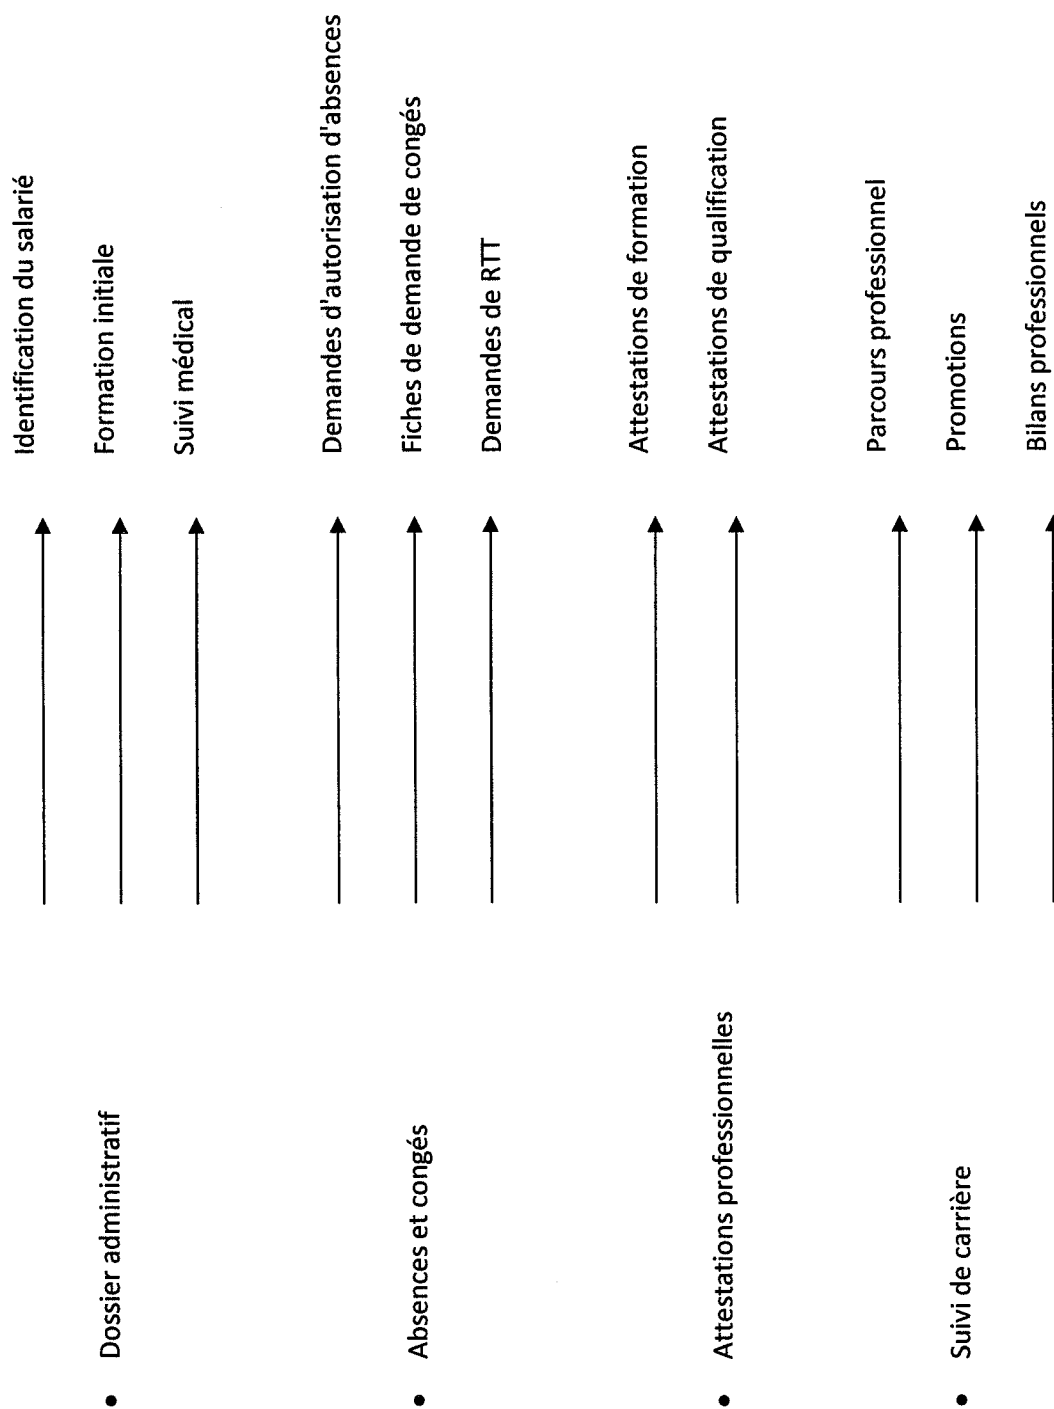 • Dossier administratif
Identification du salarié
Formation initiale
Suivi médical
• Absences et congés
Demandes d'autorisation d'absences
Fiches de demande de congés
Demandes de RTT
• Attestations professionnelles
Attestations de formation
Attestations de qualification
• Suivi de carrière
Parcours professionnel
Promotions
Bilans professionnels